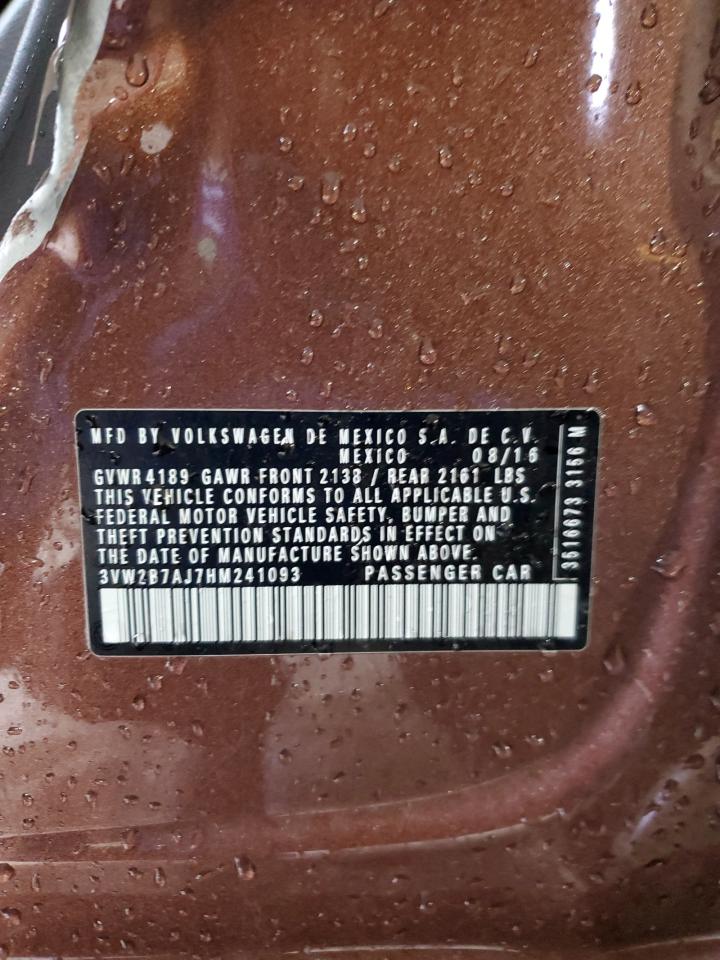 MFD BY VOLKSWAGEN DE MEXICO S.A. DE C.V.
MEXICO 08/16
GVWR 4189 GAWR FRONT 2138 / REAR 2161 LBS
THIS VEHICLE CONFORMS TO ALL APPLICABLE U.S.
FEDERAL MOTOR VEHICLE SAFETY, BUMPER AND
THEFT PREVENTION STANDARDS IN EFFECT ON
THE DATE OF MANUFACTURE SHOWN ABOVE.
3VW2B7AJ7HM241093 PASSENGER CAR
3516673 3156 M